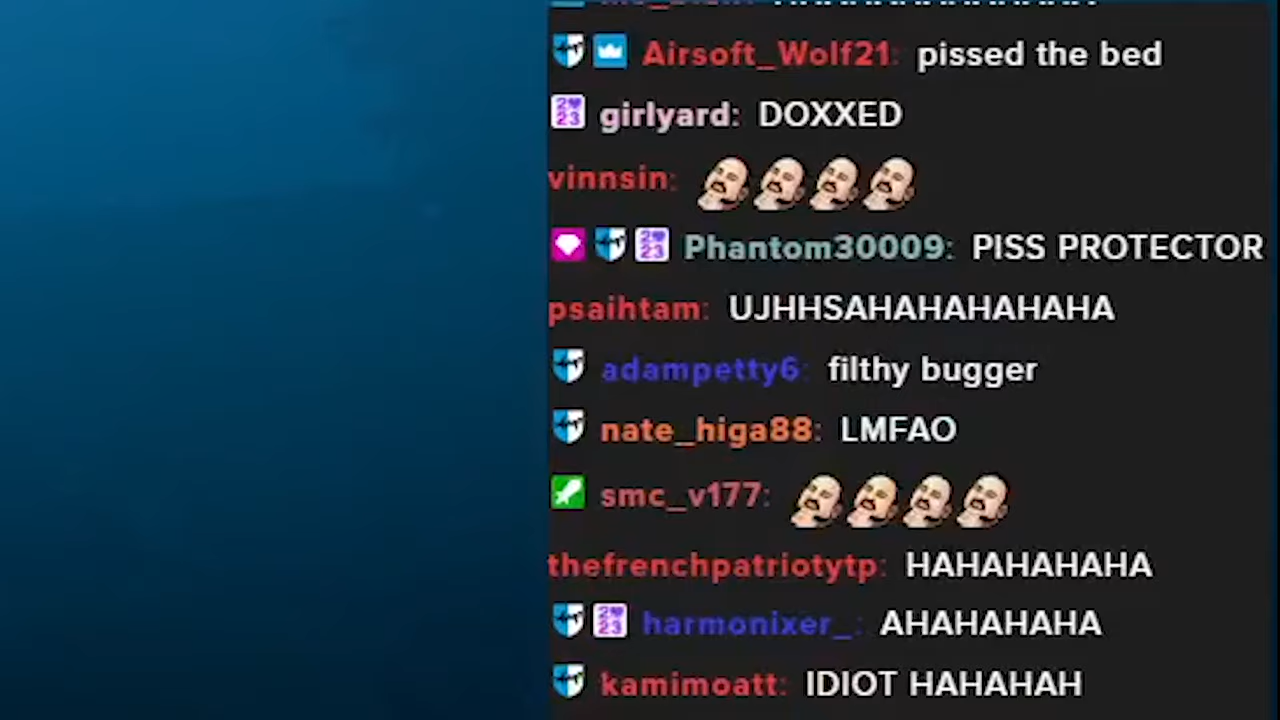 Airsoft_Wolf21: pissed the bed
girlyard: DOXXED
vinnsin:
Phantom30009: PISS PROTECTOR
psaihtam: UJHHSAHAHAHAHAHA
adampetty6: filthy bugger
nate_higa88: LMFAO
smc_v177:
thefrenchpatriotytp: HAHAHAHAHA
harmonixer_: AHAHAHAHA
kamimoatt: IDIOT HAHAHAH